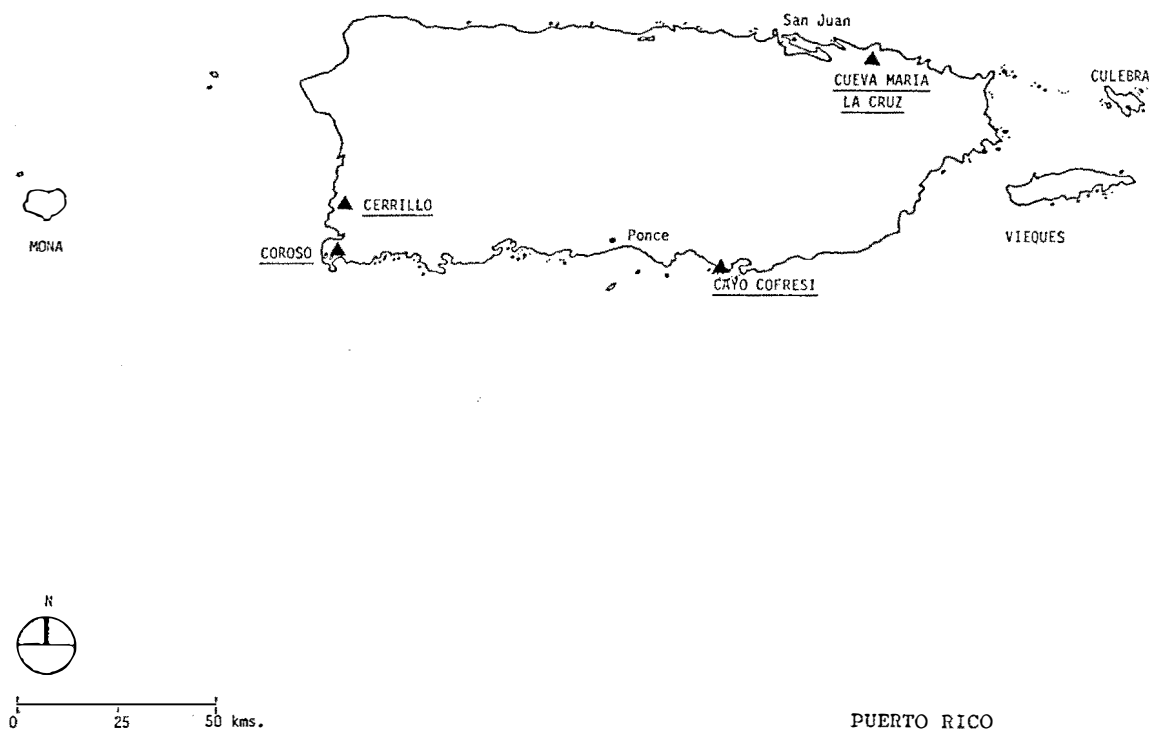 San Juan
CUEVA MARIA
LA CRUZ
CULEBRA
CERRILLO
MONA
COROSO
Ponce
VIEQUES
CAYO COFRESI
N
0 25 50 kms.
PUERTO RICO